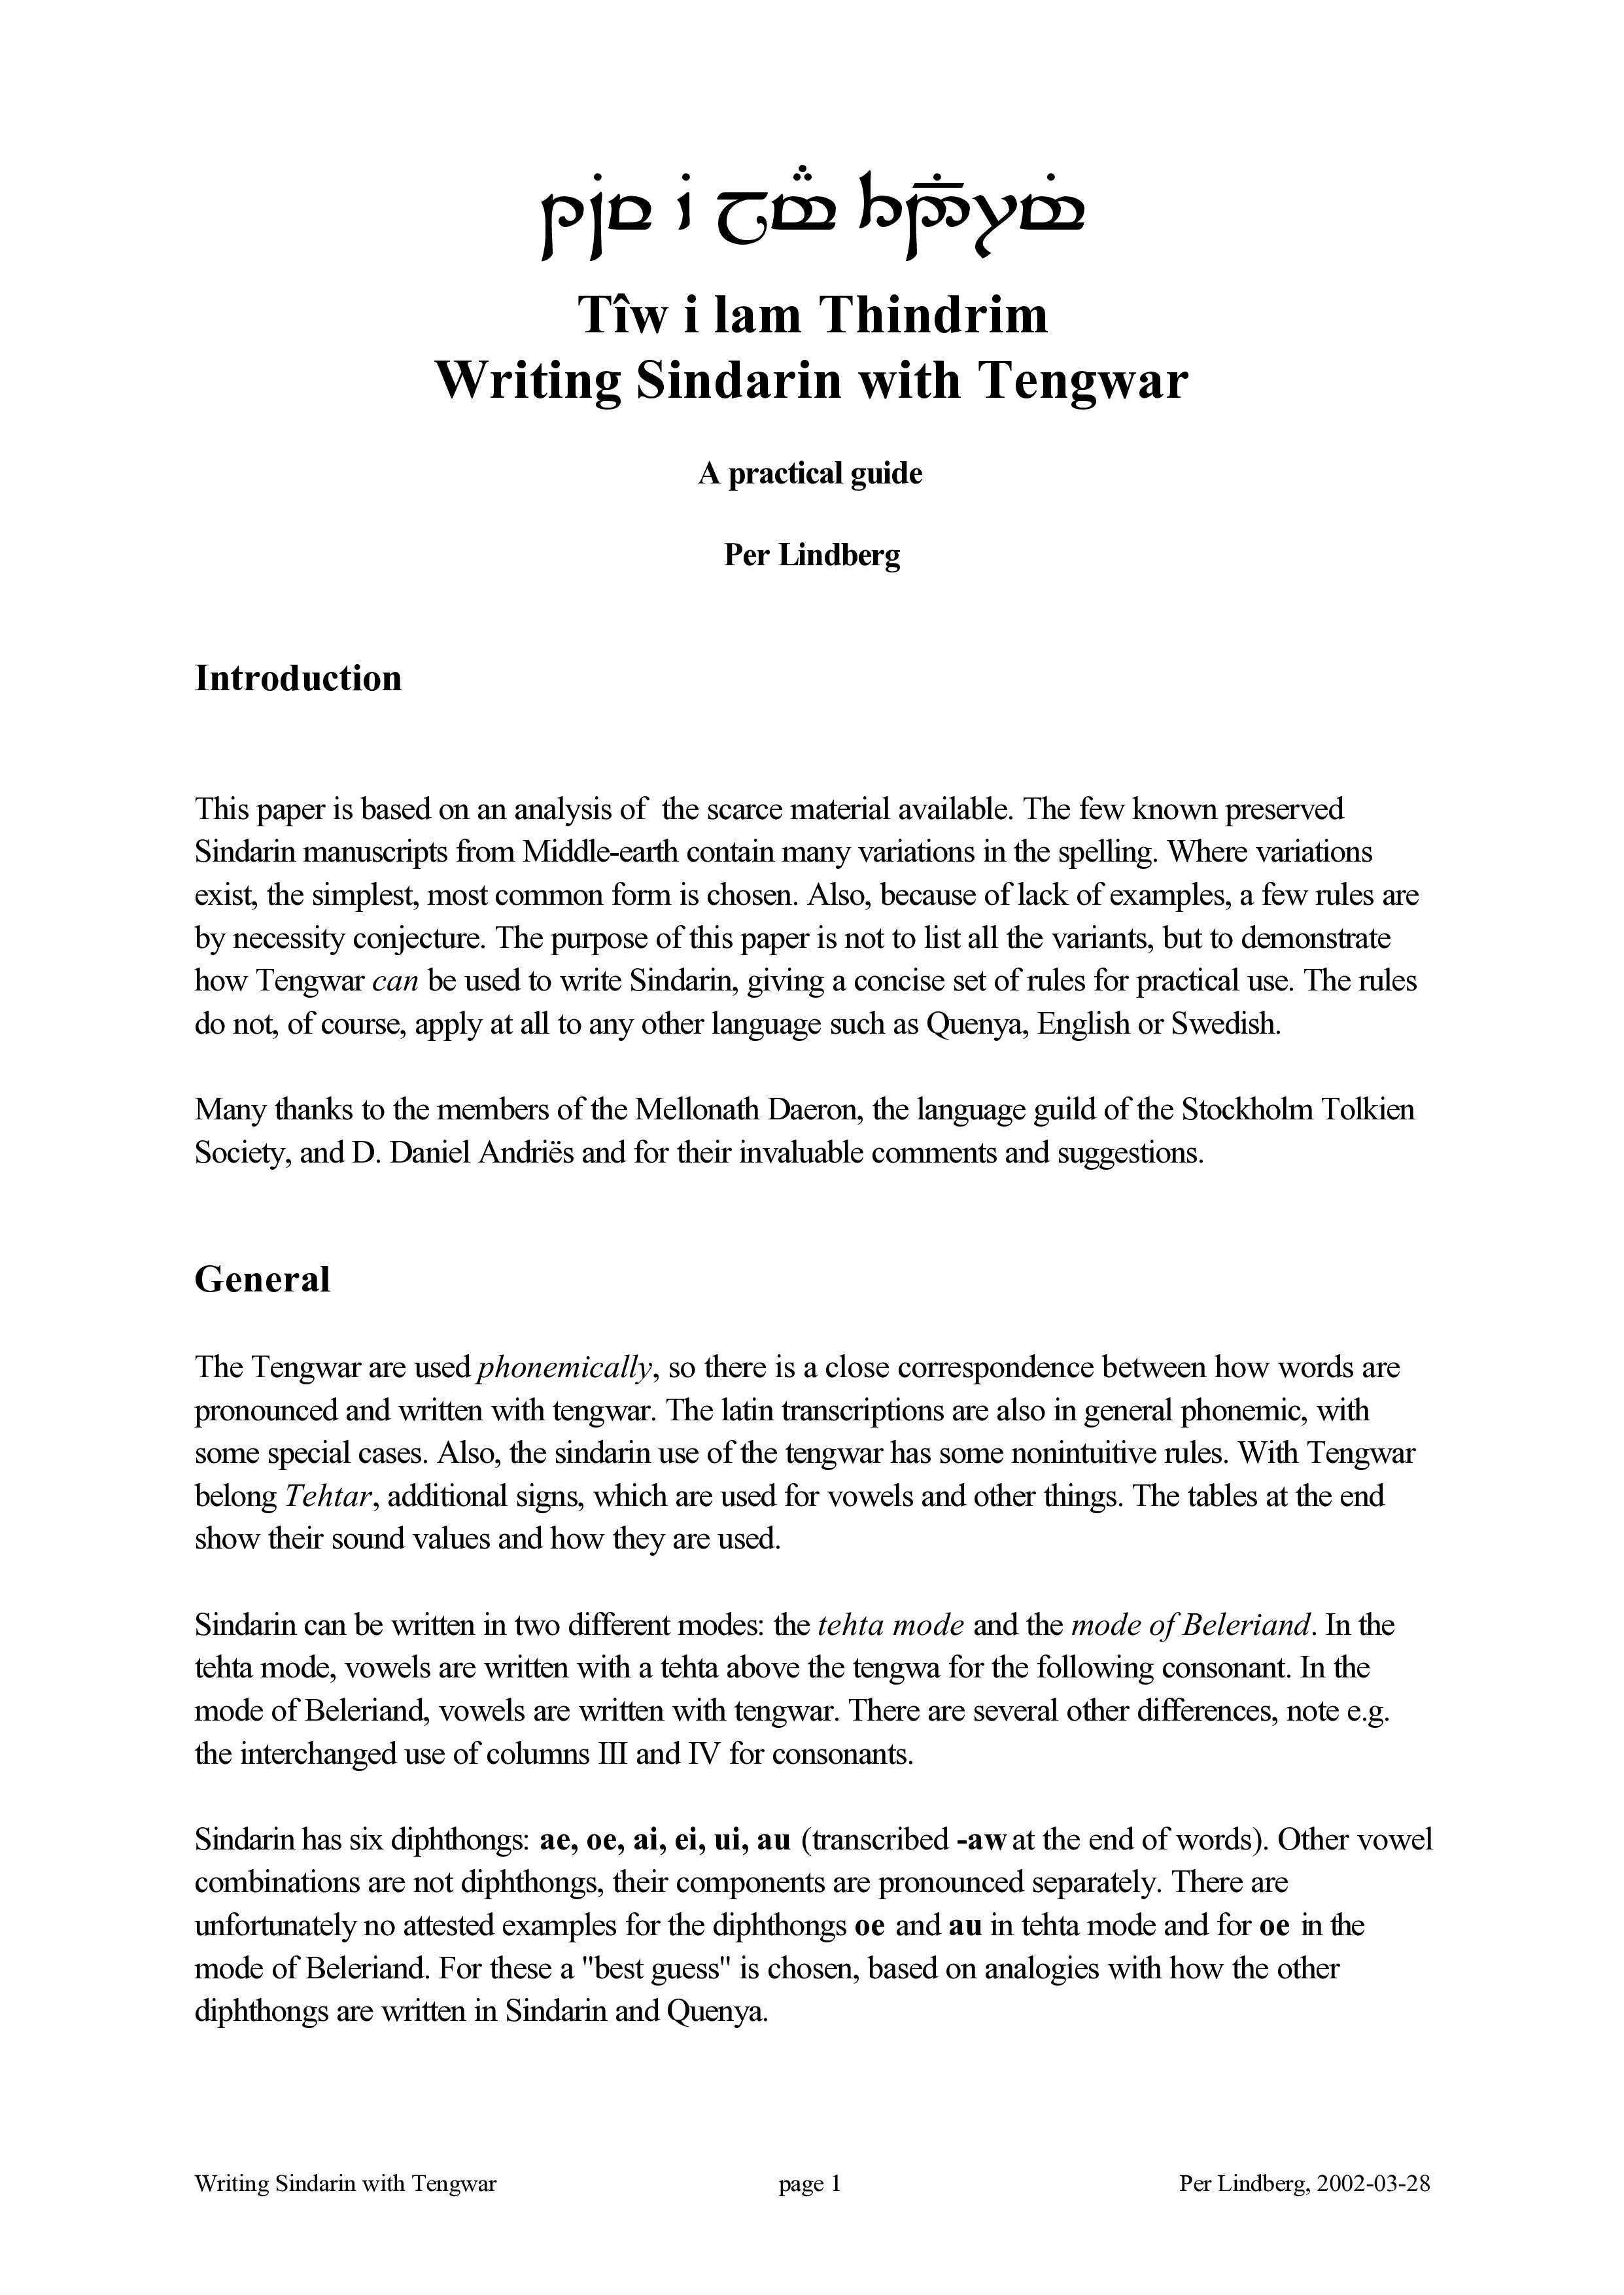 Tîw i lam Thindrim
Writing Sindarin with Tengwar
A practical guide
Per Lindberg
Introduction
This paper is based on an analysis of the scarce material available. The few known preserved
Sindarin manuscripts from Middle-earth contain many variations in the spelling. Where variations
exist, the simplest, most common form is chosen. Also, because of lack of examples, a few rules are
by necessity conjecture. The purpose of this paper is not to list all the variants, but to demonstrate
how Tengwar can be used to write Sindarin, giving a concise set of rules for practical use. The rules
do not, of course, apply at all to any other language such as Quenya, English or Swedish.
Many thanks to the members of the Mellonath Daeron, the language guild of the Stockholm Tolkien
Society, and D. Daniel Andriës and for their invaluable comments and suggestions.
General
The Tengwar are used phonemically, so there is a close correspondence between how words are
pronounced and written with tengwar. The latin transcriptions are also in general phonemic, with
some special cases. Also, the sindarin use of the tengwar has some nonintuitive rules. With Tengwar
belong Tehtar, additional signs, which are used for vowels and other things. The tables at the end
show their sound values and how they are used.
Sindarin can be written in two different modes: the tehta mode and the mode of Beleriand. In the
tehta mode, vowels are written with a tehta above the tengwa for the following consonant. In the
mode of Beleriand, vowels are written with tengwar. There are several other differences, note e.g.
the interchanged use of columns III and IV for consonants.
Sindarin has six diphthongs: ae, oe, ai, ei, ui, au (transcribed -aw at the end of words). Other vowel
combinations are not diphthongs, their components are pronounced separately. There are
unfortunately no attested examples for the diphthongs oe and au in tehta mode and for oe in the
mode of Beleriand. For these a "best guess" is chosen, based on analogies with how the other
diphthongs are written in Sindarin and Quenya.
Writing Sindarin with Tengwar page 1 Per Lindberg, 2002-03-28